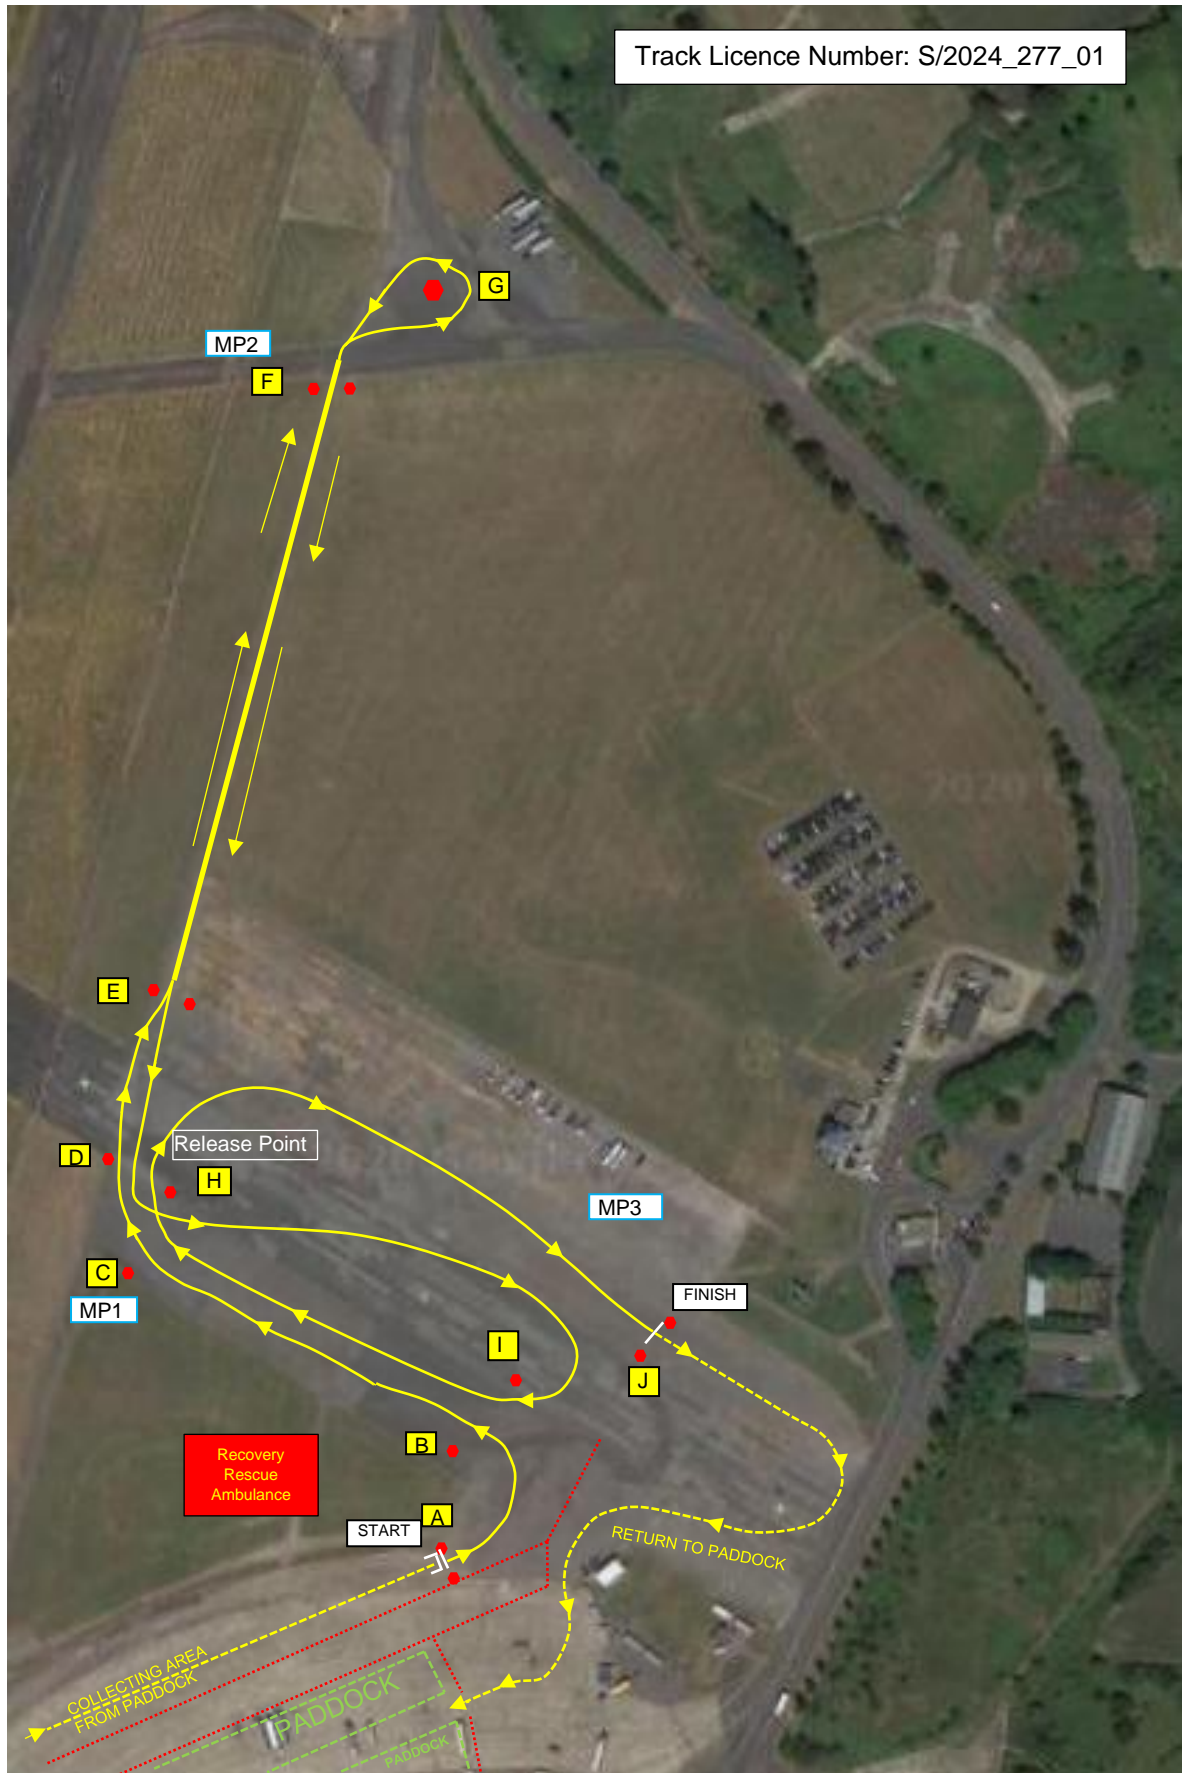 Track Licence Number: S/2024_277_01
G
MP2
F
E
Release Point
D
H
MP3
C
MP1
FINISH
I
J
B
Recovery
Rescue
Ambulance
A
START
RETURN TO PADDOCK
COLLECTING AREA
FROM PADDOCK
PADDOCK
PADDOCK